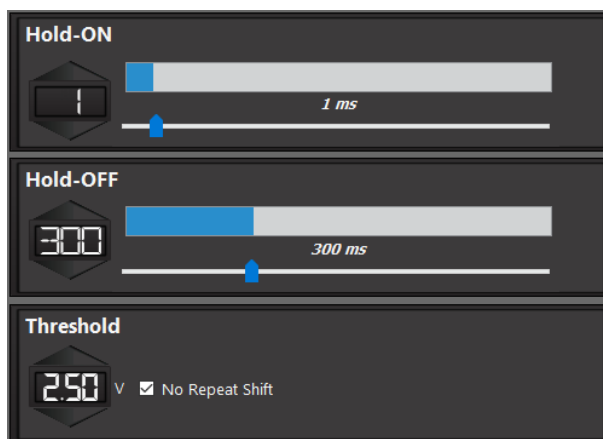 Hold-ON
1
1 ms
Hold-OFF
300
300 ms
Threshold
2.50 V No Repeat Shift